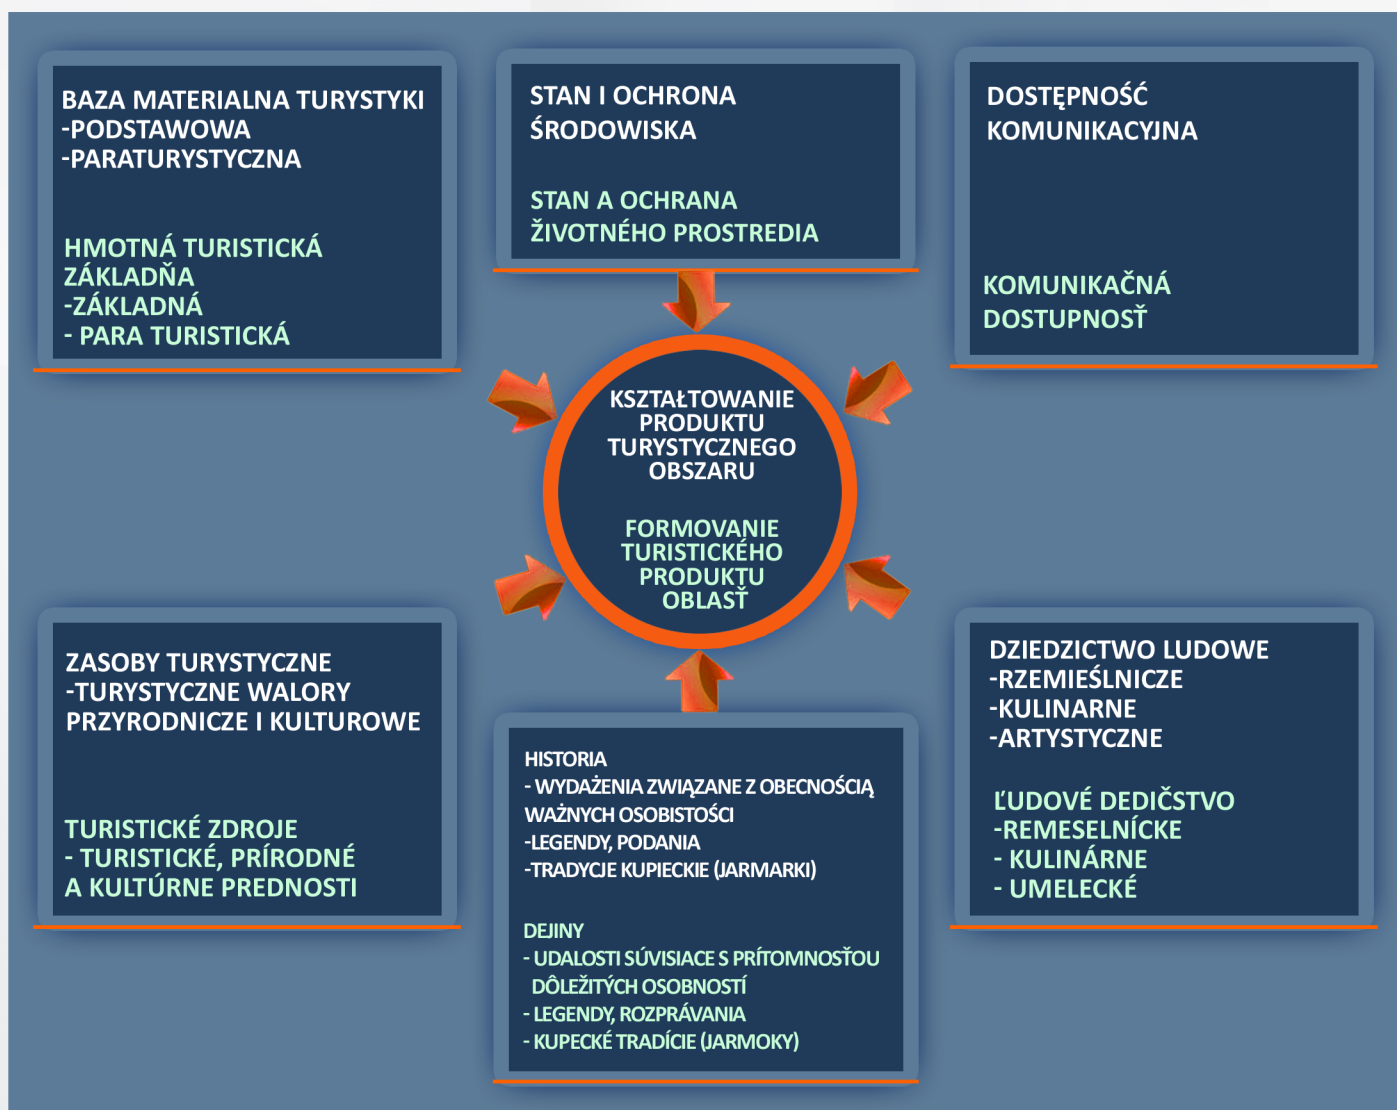 BAZA MATERIALNA TURYSTYKI
-PODSTAWOWA
-PARATURYSTYCZNA
HMOTNÁ TURISTICKÁ
ZÁKLADŇA
-ZÁKLADNÁ
- PARA TURISTICKÁ
STAN I OCHRONA
ŚRODOWISKA
STAN A OCHRANA
ŽIVOTNÉHO PROSTREDIA
DOSTĘPNOŚĆ
KOMUNIKACYJNA
KOMUNIKAČNÁ
DOSTUPNOSŤ
KSZTAŁTOWANIE
PRODUKTU
TURYSTYCZNEGO
OBSZARU
FORMOVANIE
TURISTICKÉHO
PRODUKTU
OBLASŤ
ZASOBY TURYSTYCZNE
-TURYSTYCZNE WALORY
PRZYRODNICZE I KULTUROWE
TURISTICKÉ ZDROJE
- TURISTICKÉ, PRÍRODNÉ
A KULTÚRNE PREDNOSTI
HISTORIA
- WYDAŻENIA ZWIĄZANE Z OBECNOŚCIĄ
WAŻNYCH OSOBISTOŚCI
-LEGENDY, PODANIA
-TRADYCJE KUPIECKIE (JARMARKI)
DEJINY
- UDALOSTI SÚVISIACE S PRÍTOMNOSŤOU
DÔLEŽITÝCH OSOBNOSTÍ
- LEGENDY, ROZPRÁVANIA
- KUPECKÉ TRADÍCIE (JARMOKY)
DZIEDZICTWO LUDOWE
-RZEMIEŚLNICZE
-KULINARNE
-ARTYSTYCZNE
ĽUDOVÉ DEDIČSTVO
-REMESELNÍCKE
- KULINÁRNE
- UMELECKÉ